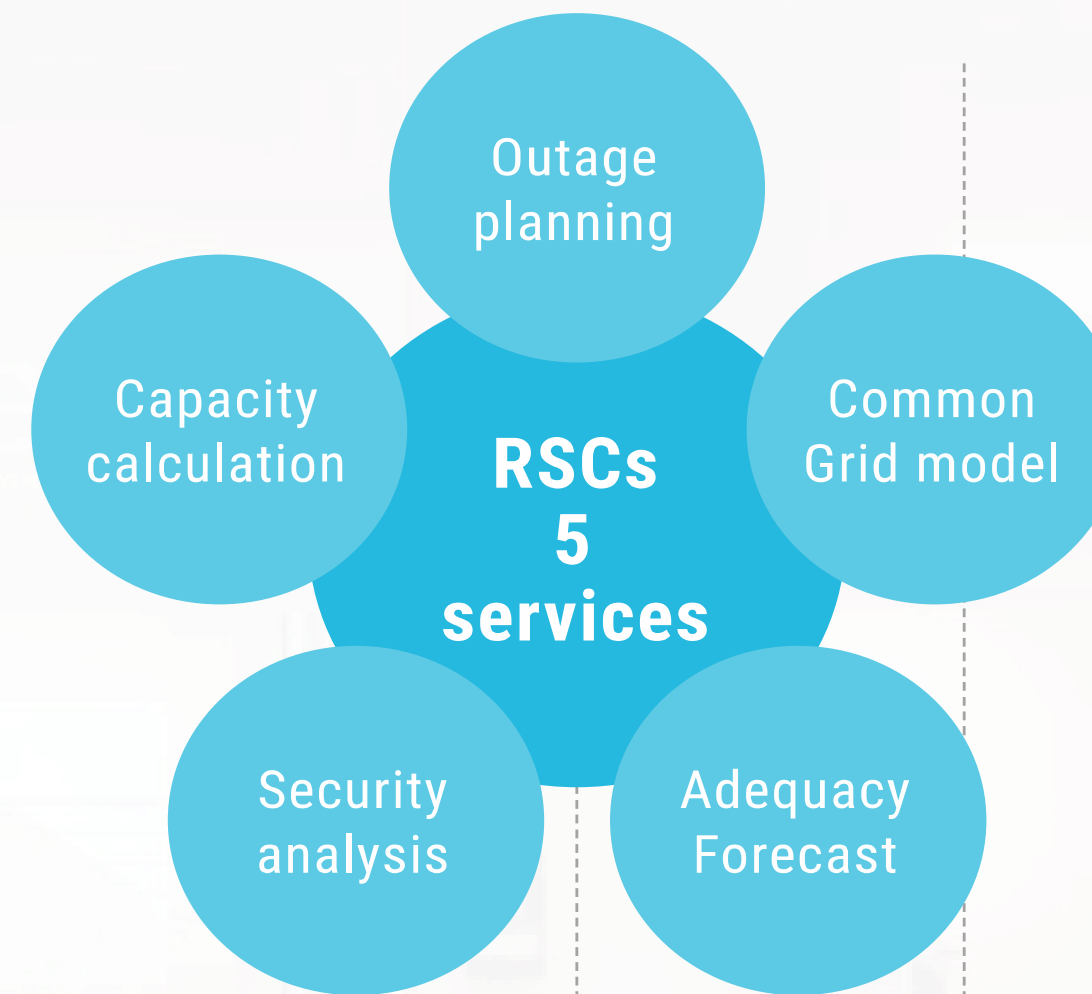 Outage
planning
Capacity
calculation
Common
Grid model
RSCs
5
services
Security
analysis
Adequacy
Forecast